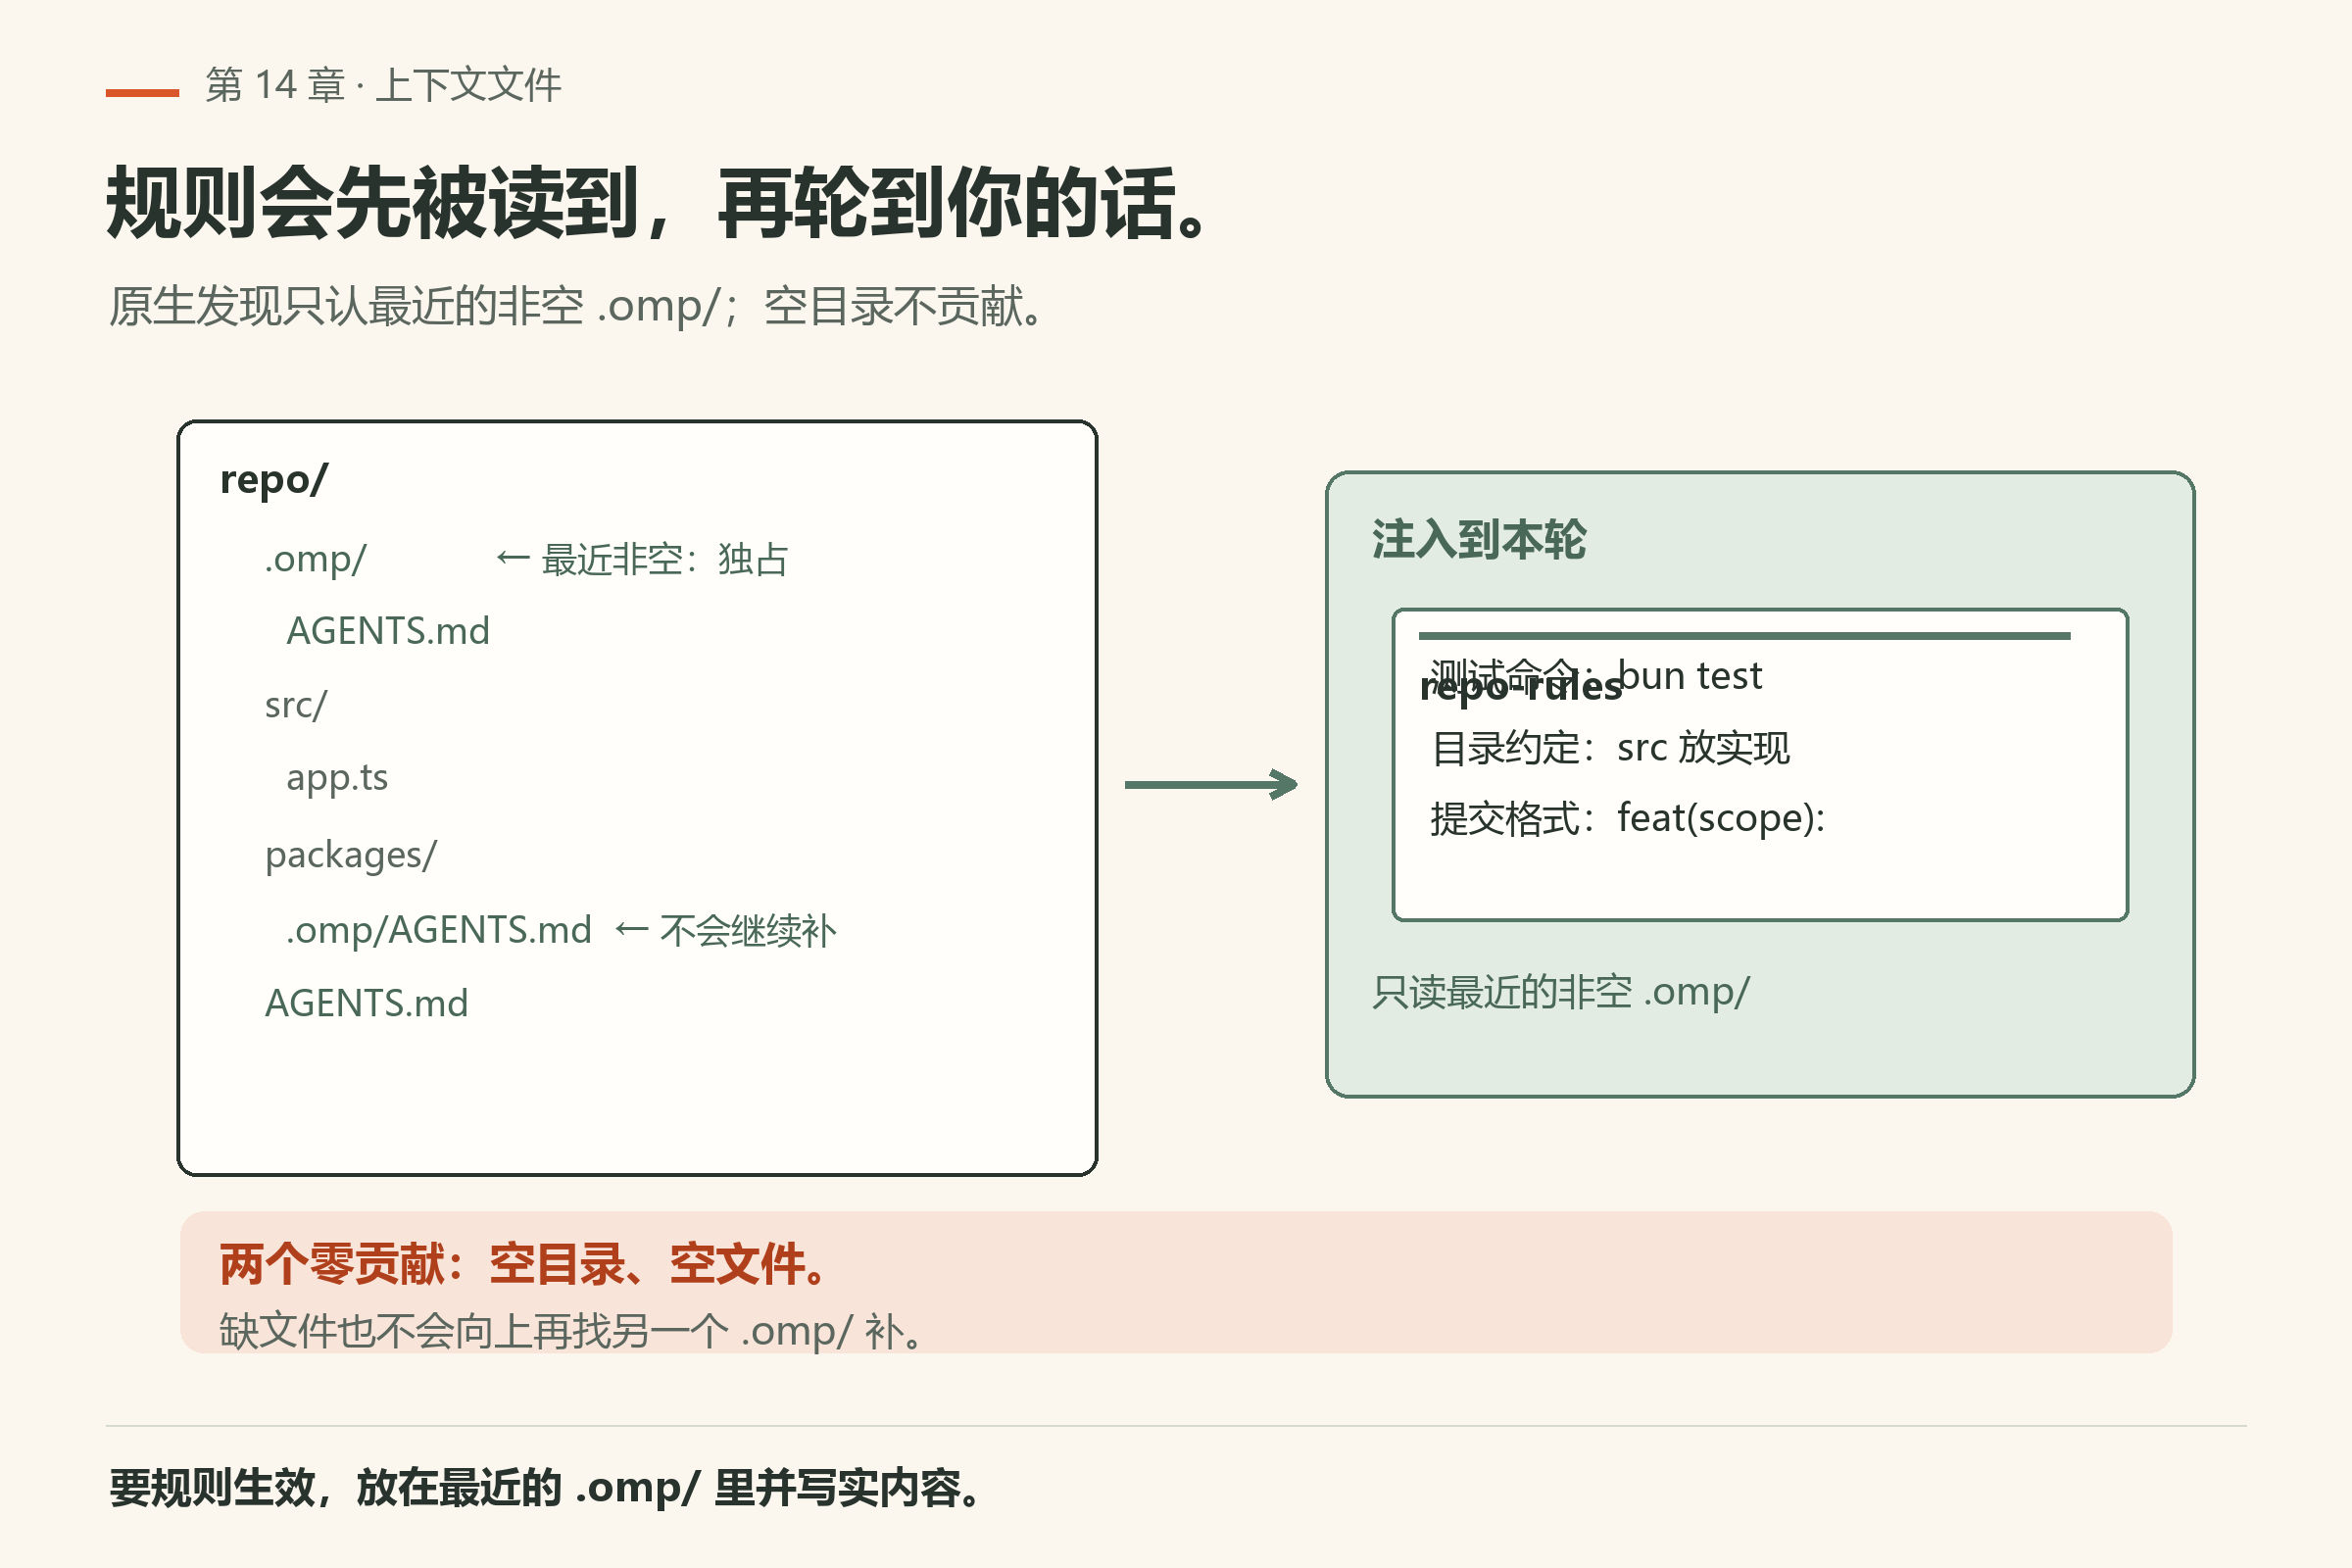 第 14 章 · 上下文文件
规则会先被读到，再轮到你的话。
原生发现只认最近的非空 .omp/；空目录不贡献。
repo/
.omp/ ← 最近非空：独占
AGENTS.md
src/
app.ts
packages/
.omp/AGENTS.md ← 不会继续补
AGENTS.md
注入到本轮
测试命令：bun test
repo-rules
目录约定：src 放实现
提交格式：feat(scope):
只读最近的非空 .omp/
两个零贡献：空目录、空文件。
缺文件也不会向上再找另一个 .omp/ 补。
要规则生效，放在最近的 .omp/ 里并写实内容。